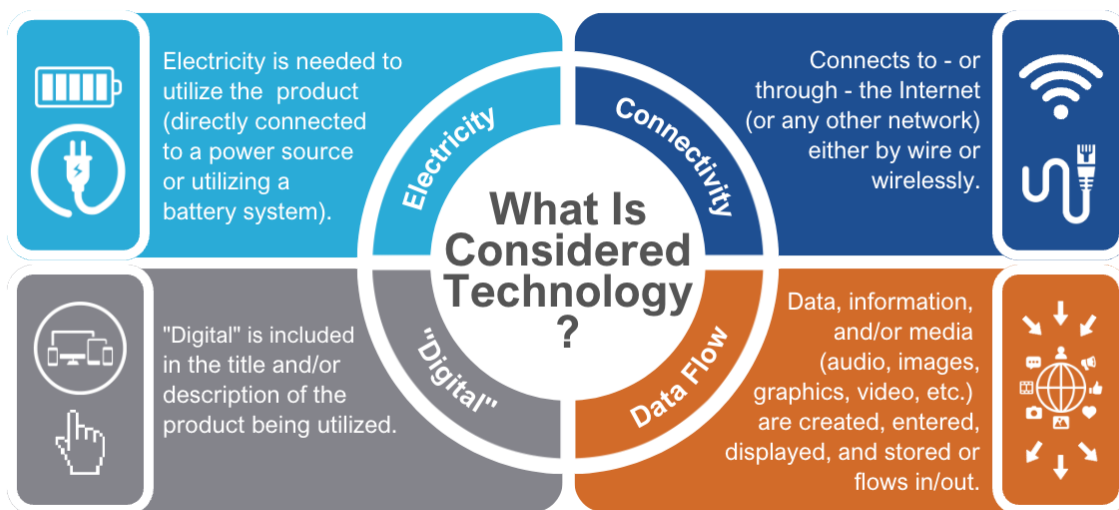 Electricity is needed to
utilize the product
(directly connected
to a power source
or utilizing a
battery system).
Electricity
Connectivity
Connects to - or
through - the Internet
(or any other network)
either by wire or
wirelessly.
What Is
Considered
Technology
?
"Digital" is included
in the title and/or
description of the
product being utilized.
"Digital"
Data Flow
Data, information,
and/or media
(audio, images,
graphics, video, etc.)
are created, entered,
displayed, and stored or
flows in/out.